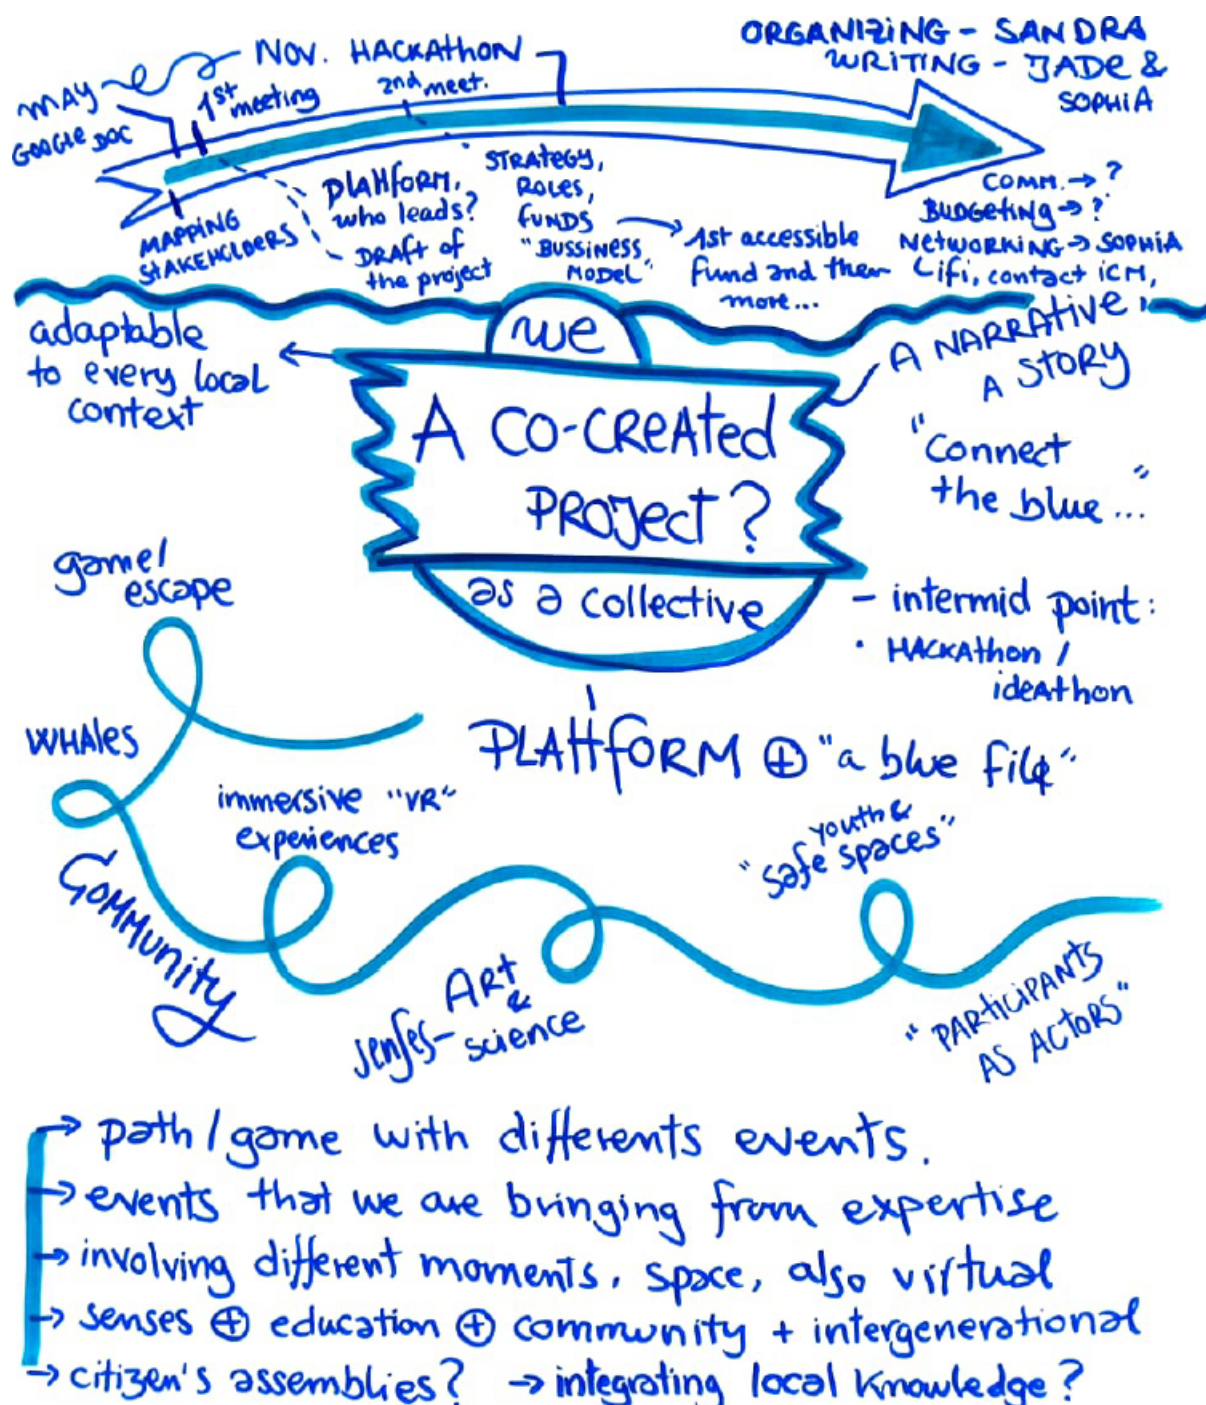 ORGANIZING - SANDRA
WRITING - JADE &
SOPHIA
NOV. HACKAthON
MAY
GOOGLE DOC
1st meeting
2nd meet.
MAPPING
STAKEHOLDERS
PLAttfORM,
who leads?
DRAft of
the project
STRATEGY,
ROLES,
fUNDS
"BUSSINESS
MODEL"
1st accessible
fund and then
more...
COMM. → ?
BUDGEtING → ?
NETWORKING → SOPHIA
Lifi, contact ICM,
we
adaptable
to every local
context
A CO-CREAted
PROJect?
as a collective
A NARRAtive,
A STORY
"Connect
the blue..."
- intermid point:
· HACKAthon /
ideAthon
PLAttfORM ⊕ "a blue file"
game/
escape
WHAles
immersive "VR"
experiences
COMMunity
senses - ARt
& science
youth &
"safe spaces"
"PARTICIPANTS
AS ACTORS"
→ path / game with differents events.
→ events that we are bringing from expertise
→ involving different moments, space, also virtual
→ senses ⊕ education ⊕ community + intergenerational
→ citizen's assemblies? → integrating local knowledge?